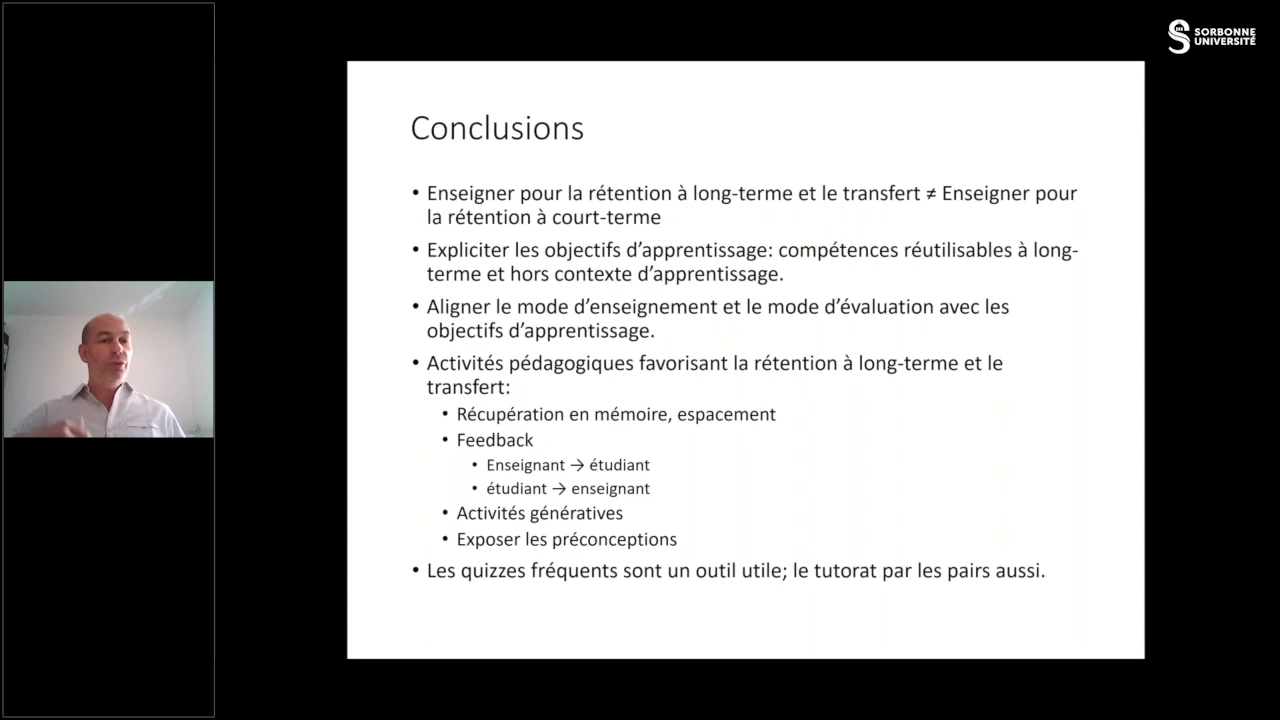 SORBONNE
UNIVERSITÉ
Conclusions
• Enseigner pour la rétention à long-terme et le transfert ≠ Enseigner pour
la rétention à court-terme
• Expliciter les objectifs d’apprentissage: compétences réutilisables à long-
terme et hors contexte d’apprentissage.
• Aligner le mode d’enseignement et le mode d’évaluation avec les
objectifs d’apprentissage.
• Activités pédagogiques favorisant la rétention à long-terme et le
transfert:
• Récupération en mémoire, espacement
• Feedback
• Enseignant → étudiant
• étudiant → enseignant
• Activités génératives
• Exposer les préconceptions
• Les quizzes fréquents sont un outil utile; le tutorat par les pairs aussi.